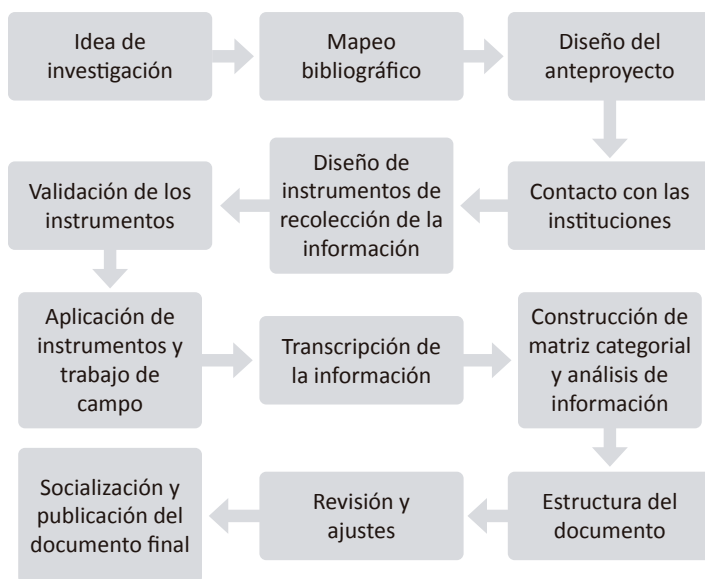 Idea de
investigación
Mapeo
bibliográfico
Diseño del
anteproyecto
Contacto con las
instituciones
Diseño de
instrumentos de
recolección de la
información
Validación de los
instrumentos
Aplicación de
instrumentos y
trabajo de
campo
Transcripción de
la información
Construcción de
matriz categorial
y análisis de
información
Estructura del
documento
Revisión y
ajustes
Socialización y
publicación del
documento final